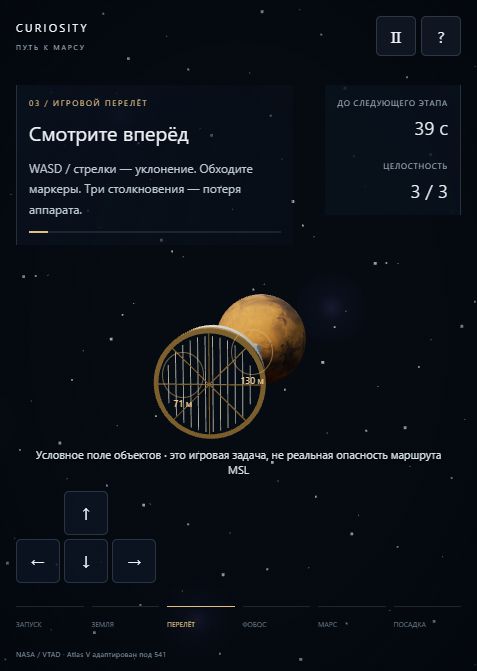 CURIOSITY
ПУТЬ К МАРСУ
II
?
03 / ИГРОВОЙ ПЕРЕЛЁТ
Смотрите вперёд
WASD / стрелки — уклонение. Обходите
маркеры. Три столкновения — потеря
аппарата.
ДО СЛЕДУЮЩЕГО ЭТАПА
39 с
ЦЕЛОСТНОСТЬ
3 / 3
130 м
71 м
Условное поле объектов · это игровая задача, не реальная опасность маршрута
MSL
↑
← ↓ →
ЗАПУСК ЗЕМЛЯ ПЕРЕЛЁТ ФОБОС МАРС ПОСАДКА
NASA / VTAD · Atlas V адаптирован под 541